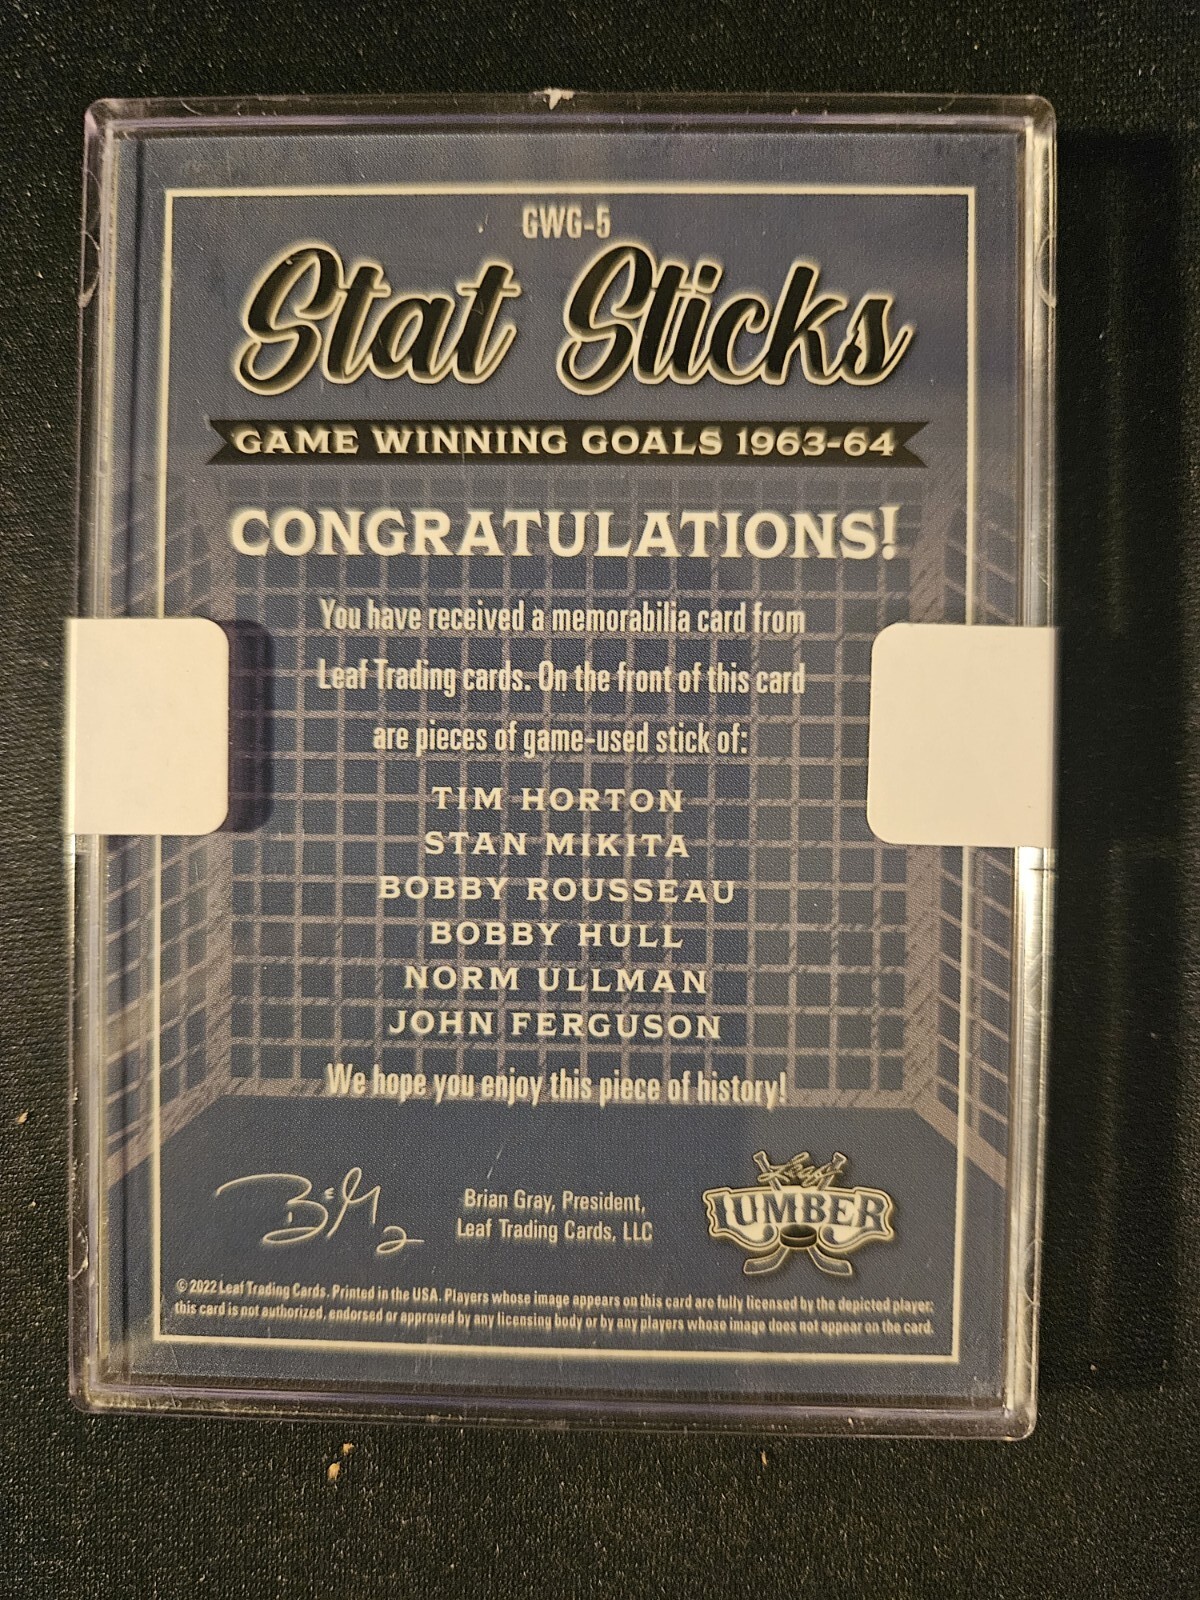 GWG-5
Stat Sticks
GAME WINNING GOALS 1963-64
CONGRATULATIONS!
You have received a memorabilia card from
Leaf Trading cards. On the front of this card
are pieces of game-used stick of:
TIM HORTON
STAN MIKITA
BOBBY ROUSSEAU
BOBBY HULL
NORM ULLMAN
JOHN FERGUSON
We hope you enjoy this piece of history!
Brian Gray, President,
Leaf Trading Cards, LLC
Leaf
LUMBER
© 2022 Leaf Trading Cards. Printed in the USA. Players whose image appears on this card are fully licensed by the depicted player;
this card is not authorized, endorsed or approved by any licensing body or by any players whose image does not appear on the card.